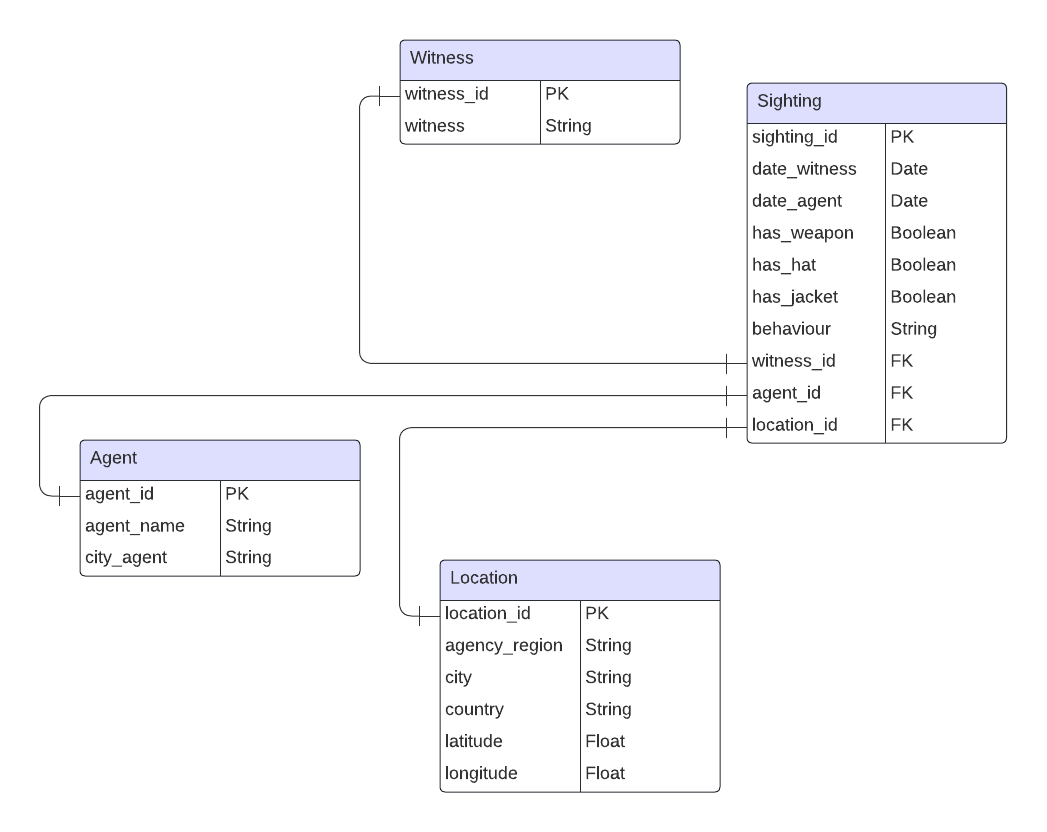 Witness
witness_id PK
witness String
Sighting
sighting_id PK
date_witness Date
date_agent Date
has_weapon Boolean
has_hat Boolean
has_jacket Boolean
behaviour String
witness_id FK
agent_id FK
location_id FK
Agent
agent_id PK
agent_name String
city_agent String
Location
location_id PK
agency_region String
city String
country String
latitude Float
longitude Float